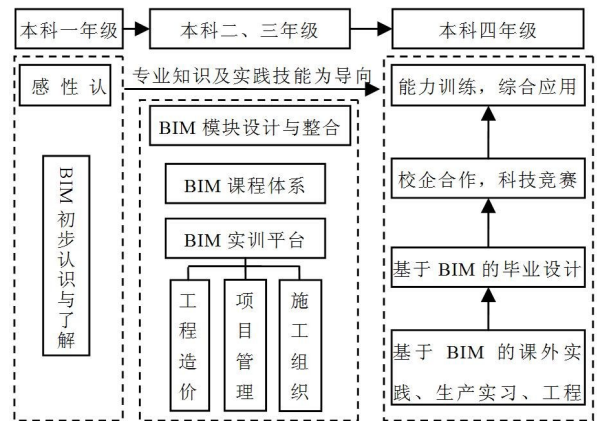 本科一年级
本科二、三年级
本科四年级
感 性 认
专业知识及实践技能为导向
能力训练，综合应用
BIM 模块设计与整合
BIM 初步认识与了解
BIM 课程体系
校企合作，科技竞赛
BIM 实训平台
工程造价
项目管理
施工组织
基于 BIM 的毕业设计
基于 BIM 的课外实
践、生产实习、工程